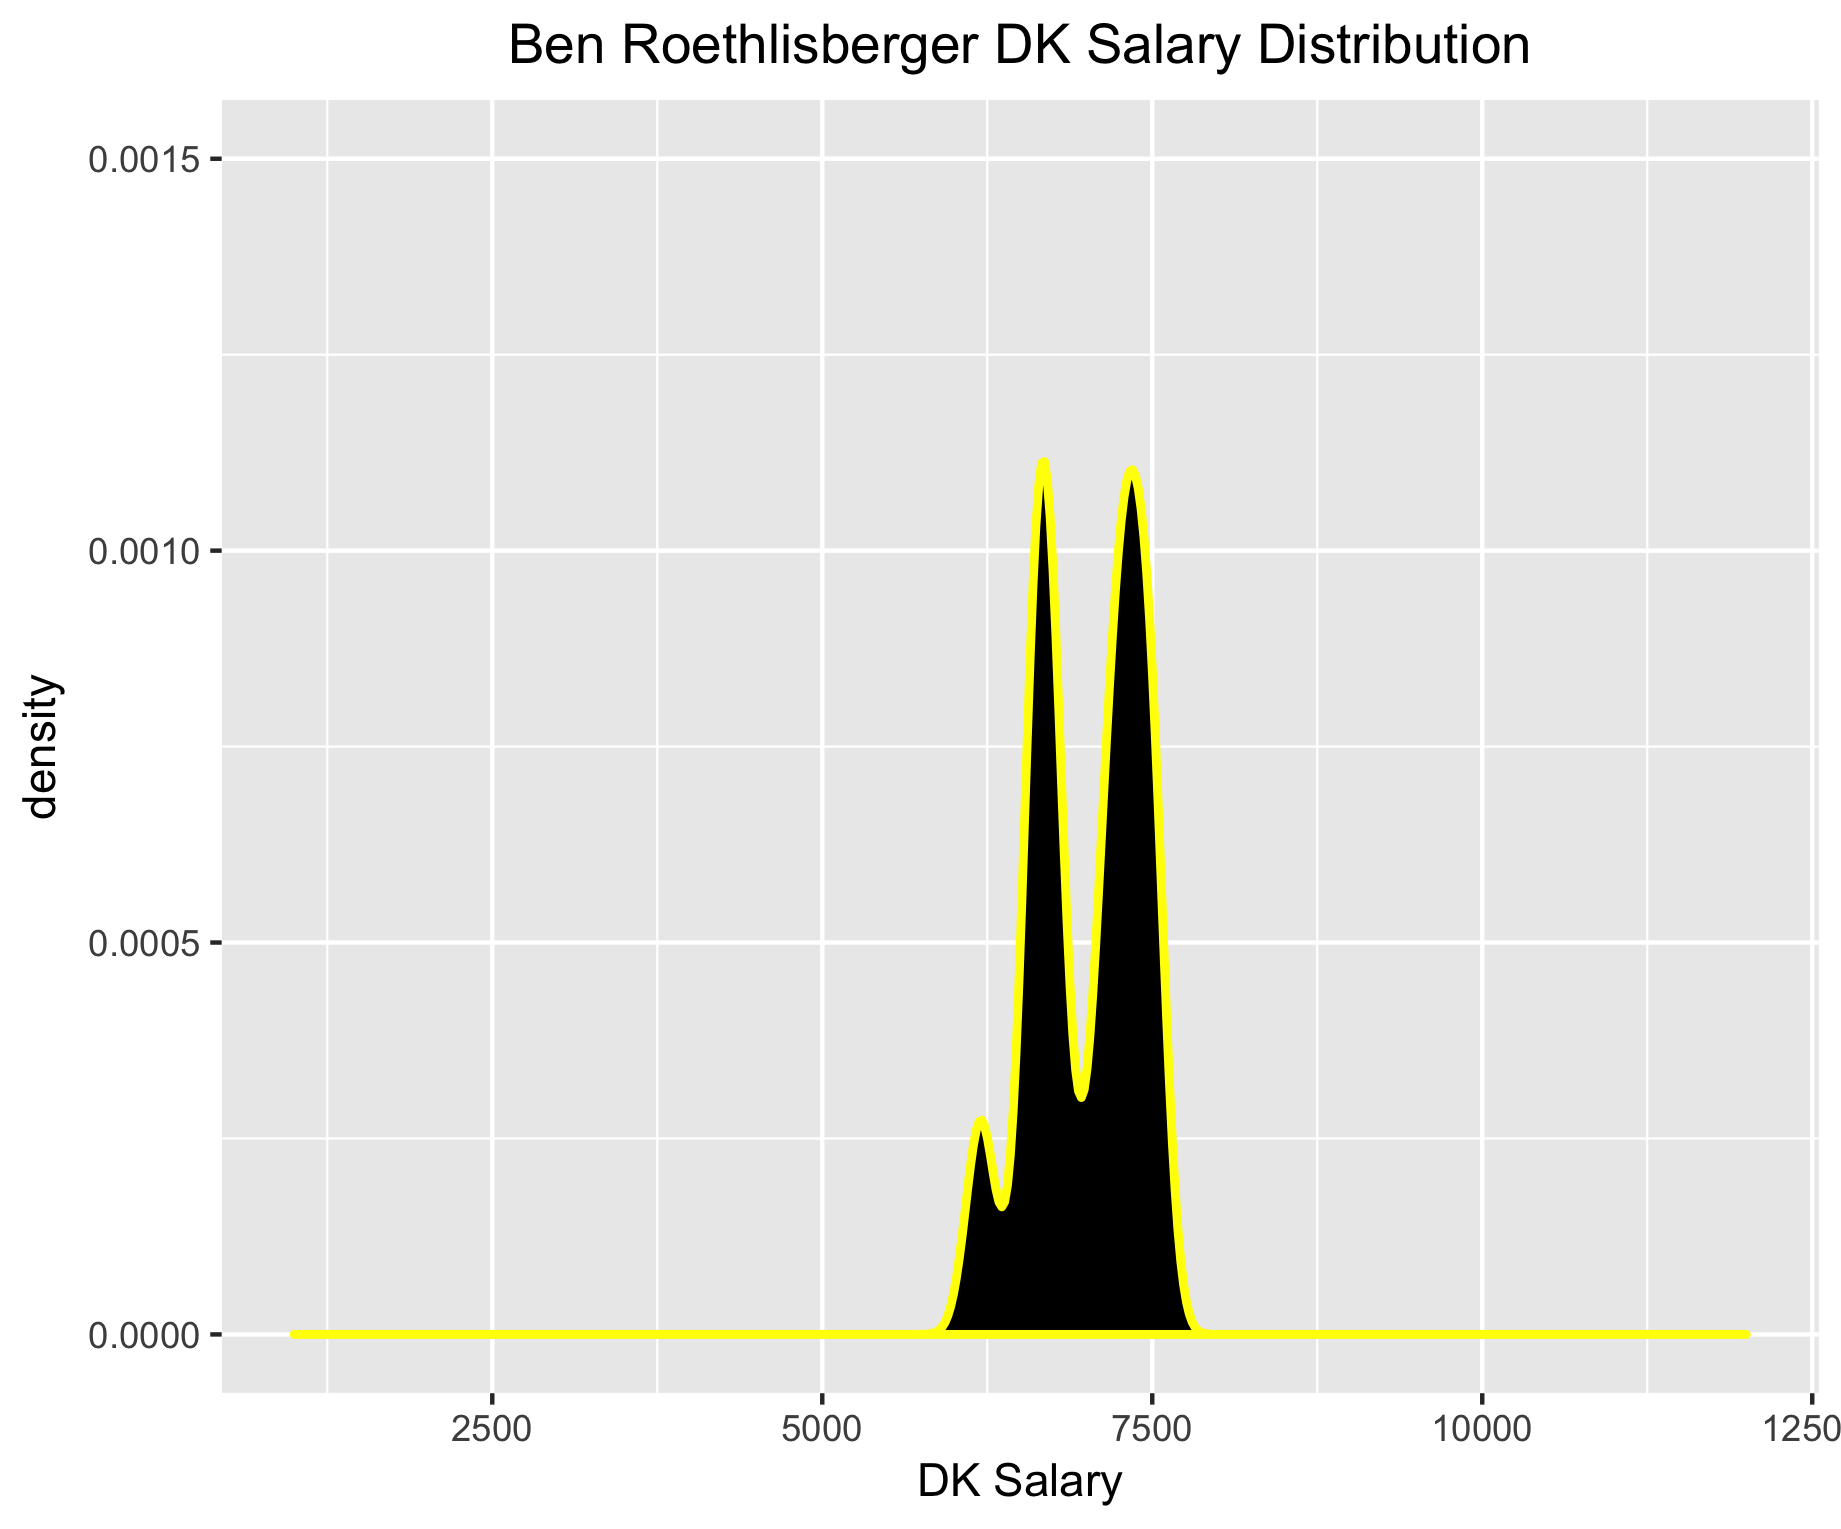 Ben Roethlisberger DK Salary Distribution
0.0015
0.0010
0.0005
0.0000
density
2500 5000 7500 10000 1250
DK Salary